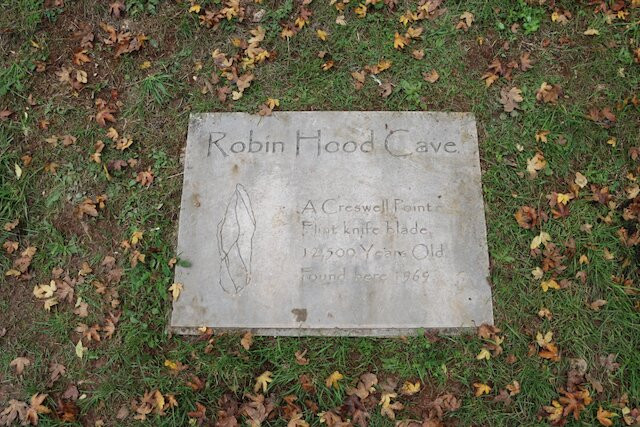 Robin Hood Cave
A Creswell Point
Flint knife blade
12,500 Years Old
Found here 1969